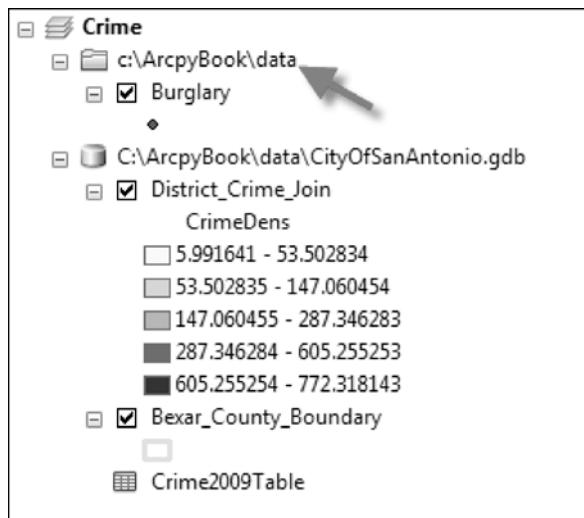 Crime
c:\ArcpyBook\data
Burglary
C:\ArcpyBook\data\CityOfSanAntonio.gdb
District_Crime_Join
CrimeDens
5.991641 - 53.502834
53.502835 - 147.060454
147.060455 - 287.346283
287.346284 - 605.255253
605.255254 - 772.318143
Bexar_County_Boundary
Crime2009Table